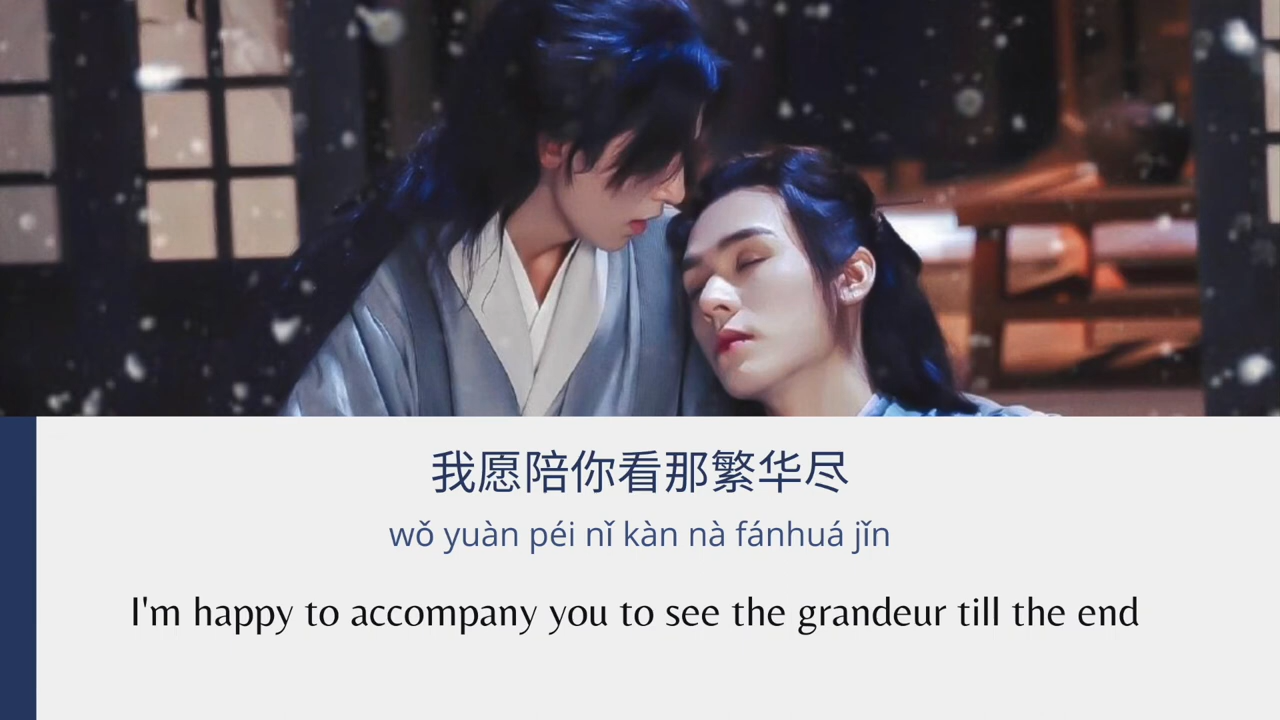 我愿陪你看那繁华尽
wǒ yuàn péi nǐ kàn nà fánhuá jǐn
I'm happy to accompany you to see the grandeur till the end